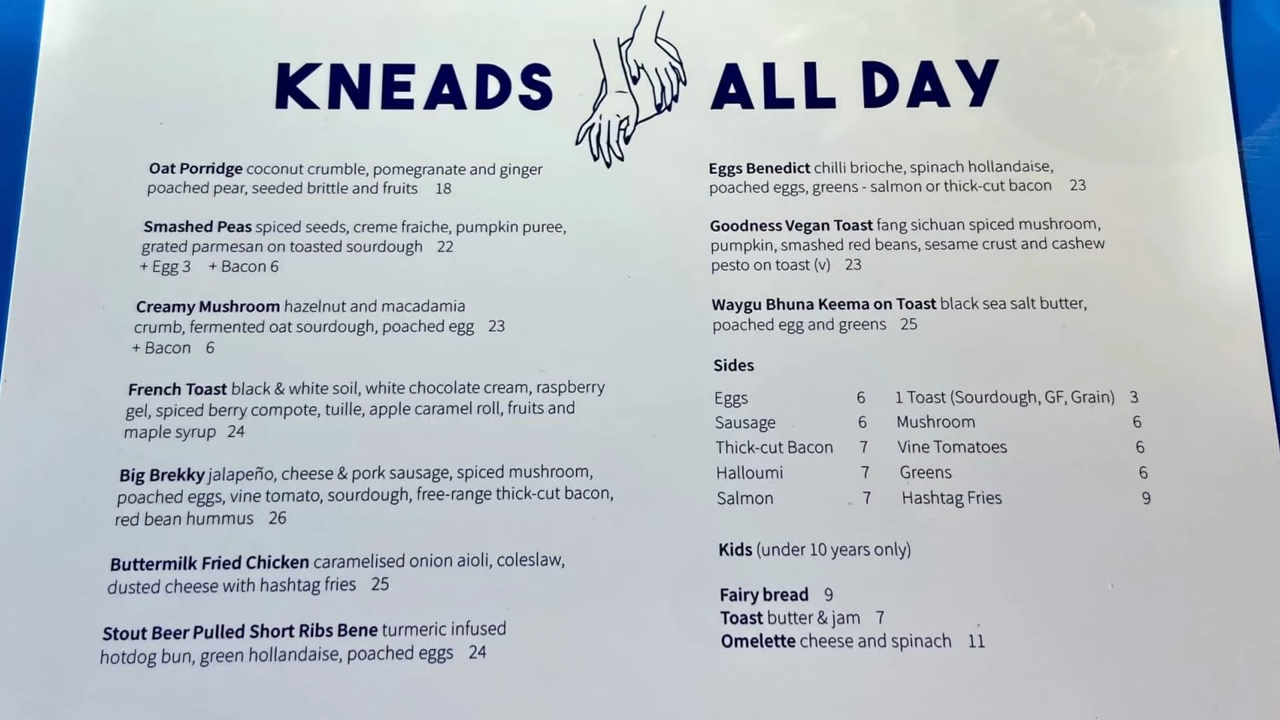 KNEADS ALL DAY
Oat Porridge coconut crumble, pomegranate and ginger
poached pear, seeded brittle and fruits 18
Smashed Peas spiced seeds, creme fraiche, pumpkin puree,
grated parmesan on toasted sourdough 22
+ Egg 3 + Bacon 6
Creamy Mushroom hazelnut and macadamia
crumb, fermented oat sourdough, poached egg 23
+ Bacon 6
French Toast black & white soil, white chocolate cream, raspberry
gel, spiced berry compote, tuille, apple caramel roll, fruits and
maple syrup 24
Big Brekky jalapeño, cheese & pork sausage, spiced mushroom,
poached eggs, vine tomato, sourdough, free-range thick-cut bacon,
red bean hummus 26
Buttermilk Fried Chicken caramelised onion aioli, coleslaw,
dusted cheese with hashtag fries 25
Stout Beer Pulled Short Ribs Bene turmeric infused
hotdog bun, green hollandaise, poached eggs 24
Eggs Benedict chilli brioche, spinach hollandaise,
poached eggs, greens - salmon or thick-cut bacon 23
Goodness Vegan Toast fang sichuan spiced mushroom,
pumpkin, smashed red beans, sesame crust and cashew
pesto on toast (v) 23
Waygu Bhuna Keema on Toast black sea salt butter,
poached egg and greens 25
Sides
Eggs 6 1 Toast (Sourdough, GF, Grain) 3
Sausage 6 Mushroom 6
Thick-cut Bacon 7 Vine Tomatoes 6
Halloumi 7 Greens 6
Salmon 7 Hashtag Fries 9
Kids (under 10 years only)
Fairy bread 9
Toast butter & jam 7
Omelette cheese and spinach 11